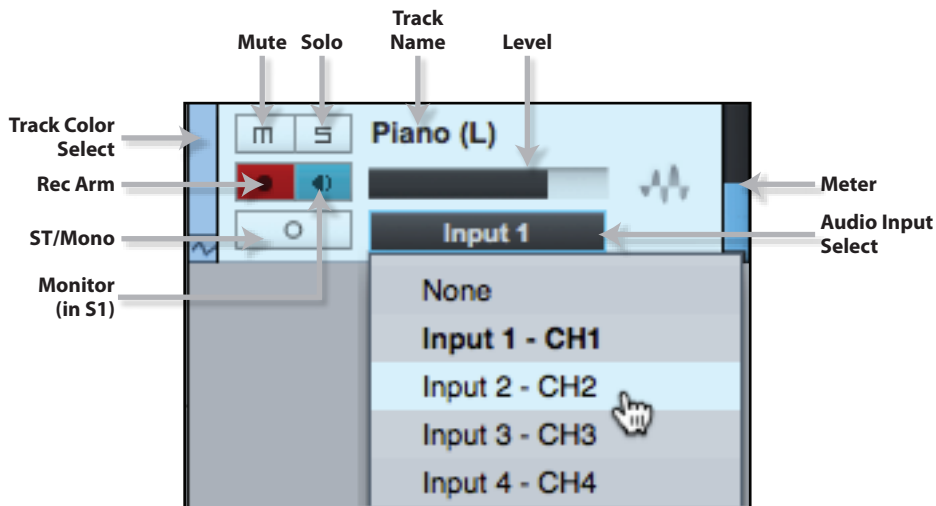 Track
Name
Mute
Solo
Level
Track Color
Select
m
S
Piano (L)
Rec Arm
Meter
ST/Mono
Input 1
Audio Input
Select
Monitor
(in S1)
None
Input 1 - CH1
Input 2 - CH2
Input 3 - CH3
Input 4 - CH4